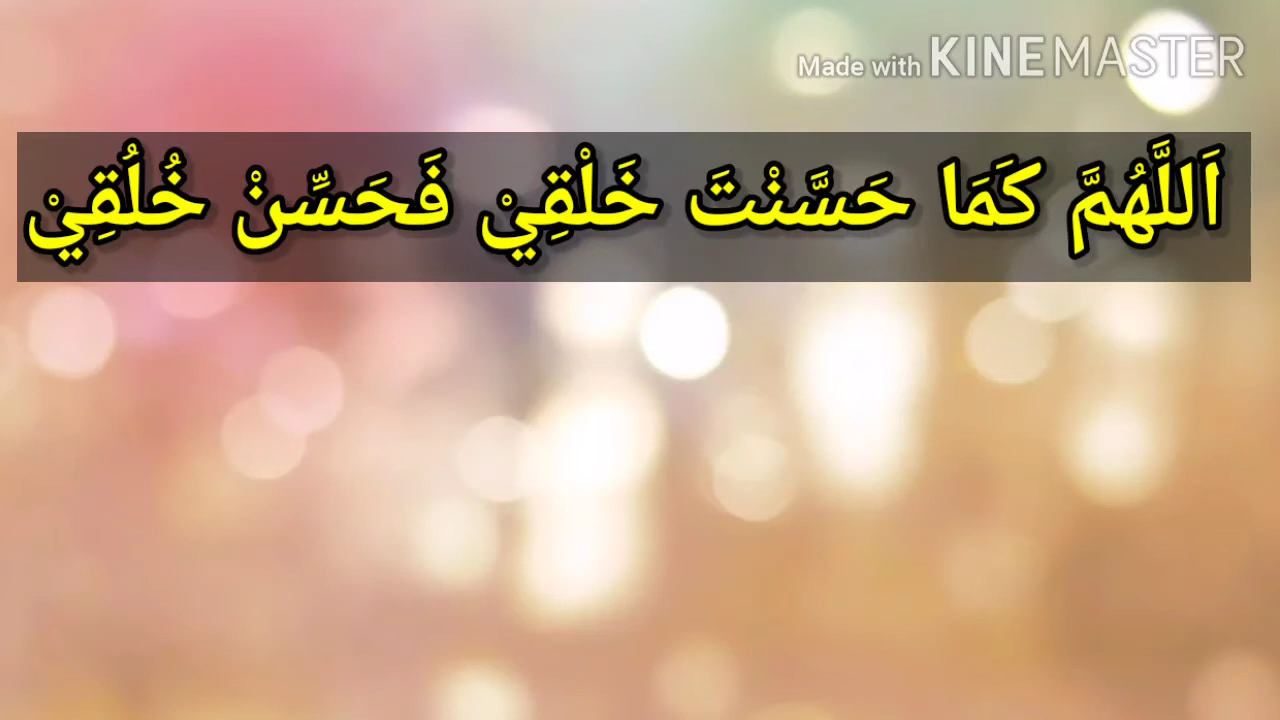 Made with KINEMASTER
اَللَّهُمَّ كَمَا حَسَّنْتَ خَلْقِيْ فَحَسِّنْ خُلُقِيْ